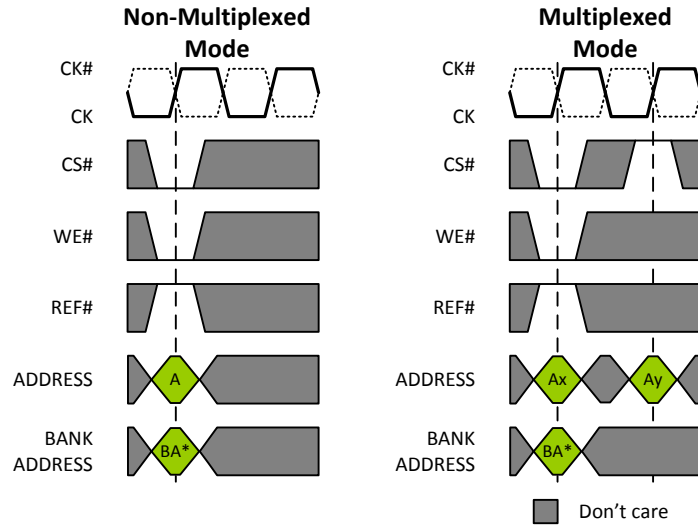 Non-Multiplexed
Mode
CK#
CK
CS#
WE#
REF#
ADDRESS
A
BANK
ADDRESS
BA*
Multiplexed
Mode
CK#
CK
CS#
WE#
REF#
ADDRESS
Ax
Ay
BANK
ADDRESS
BA*
Don't care